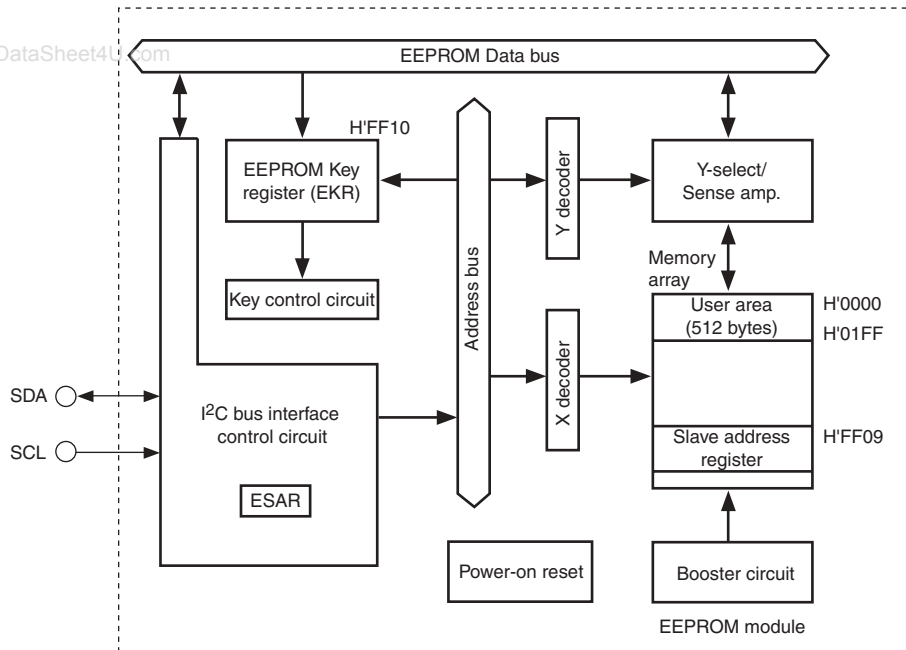 DataSheet4U.com
EEPROM Data bus
H'FF10
EEPROM Key
register (EKR)
Key control circuit
Address bus
Y decoder
Y-select/
Sense amp.
Memory
array
User area
(512 bytes)
H'0000
H'01FF
X decoder
SDA
SCL
I²C bus interface
control circuit
ESAR
Slave address
register
H'FF09
Power-on reset
Booster circuit
EEPROM module